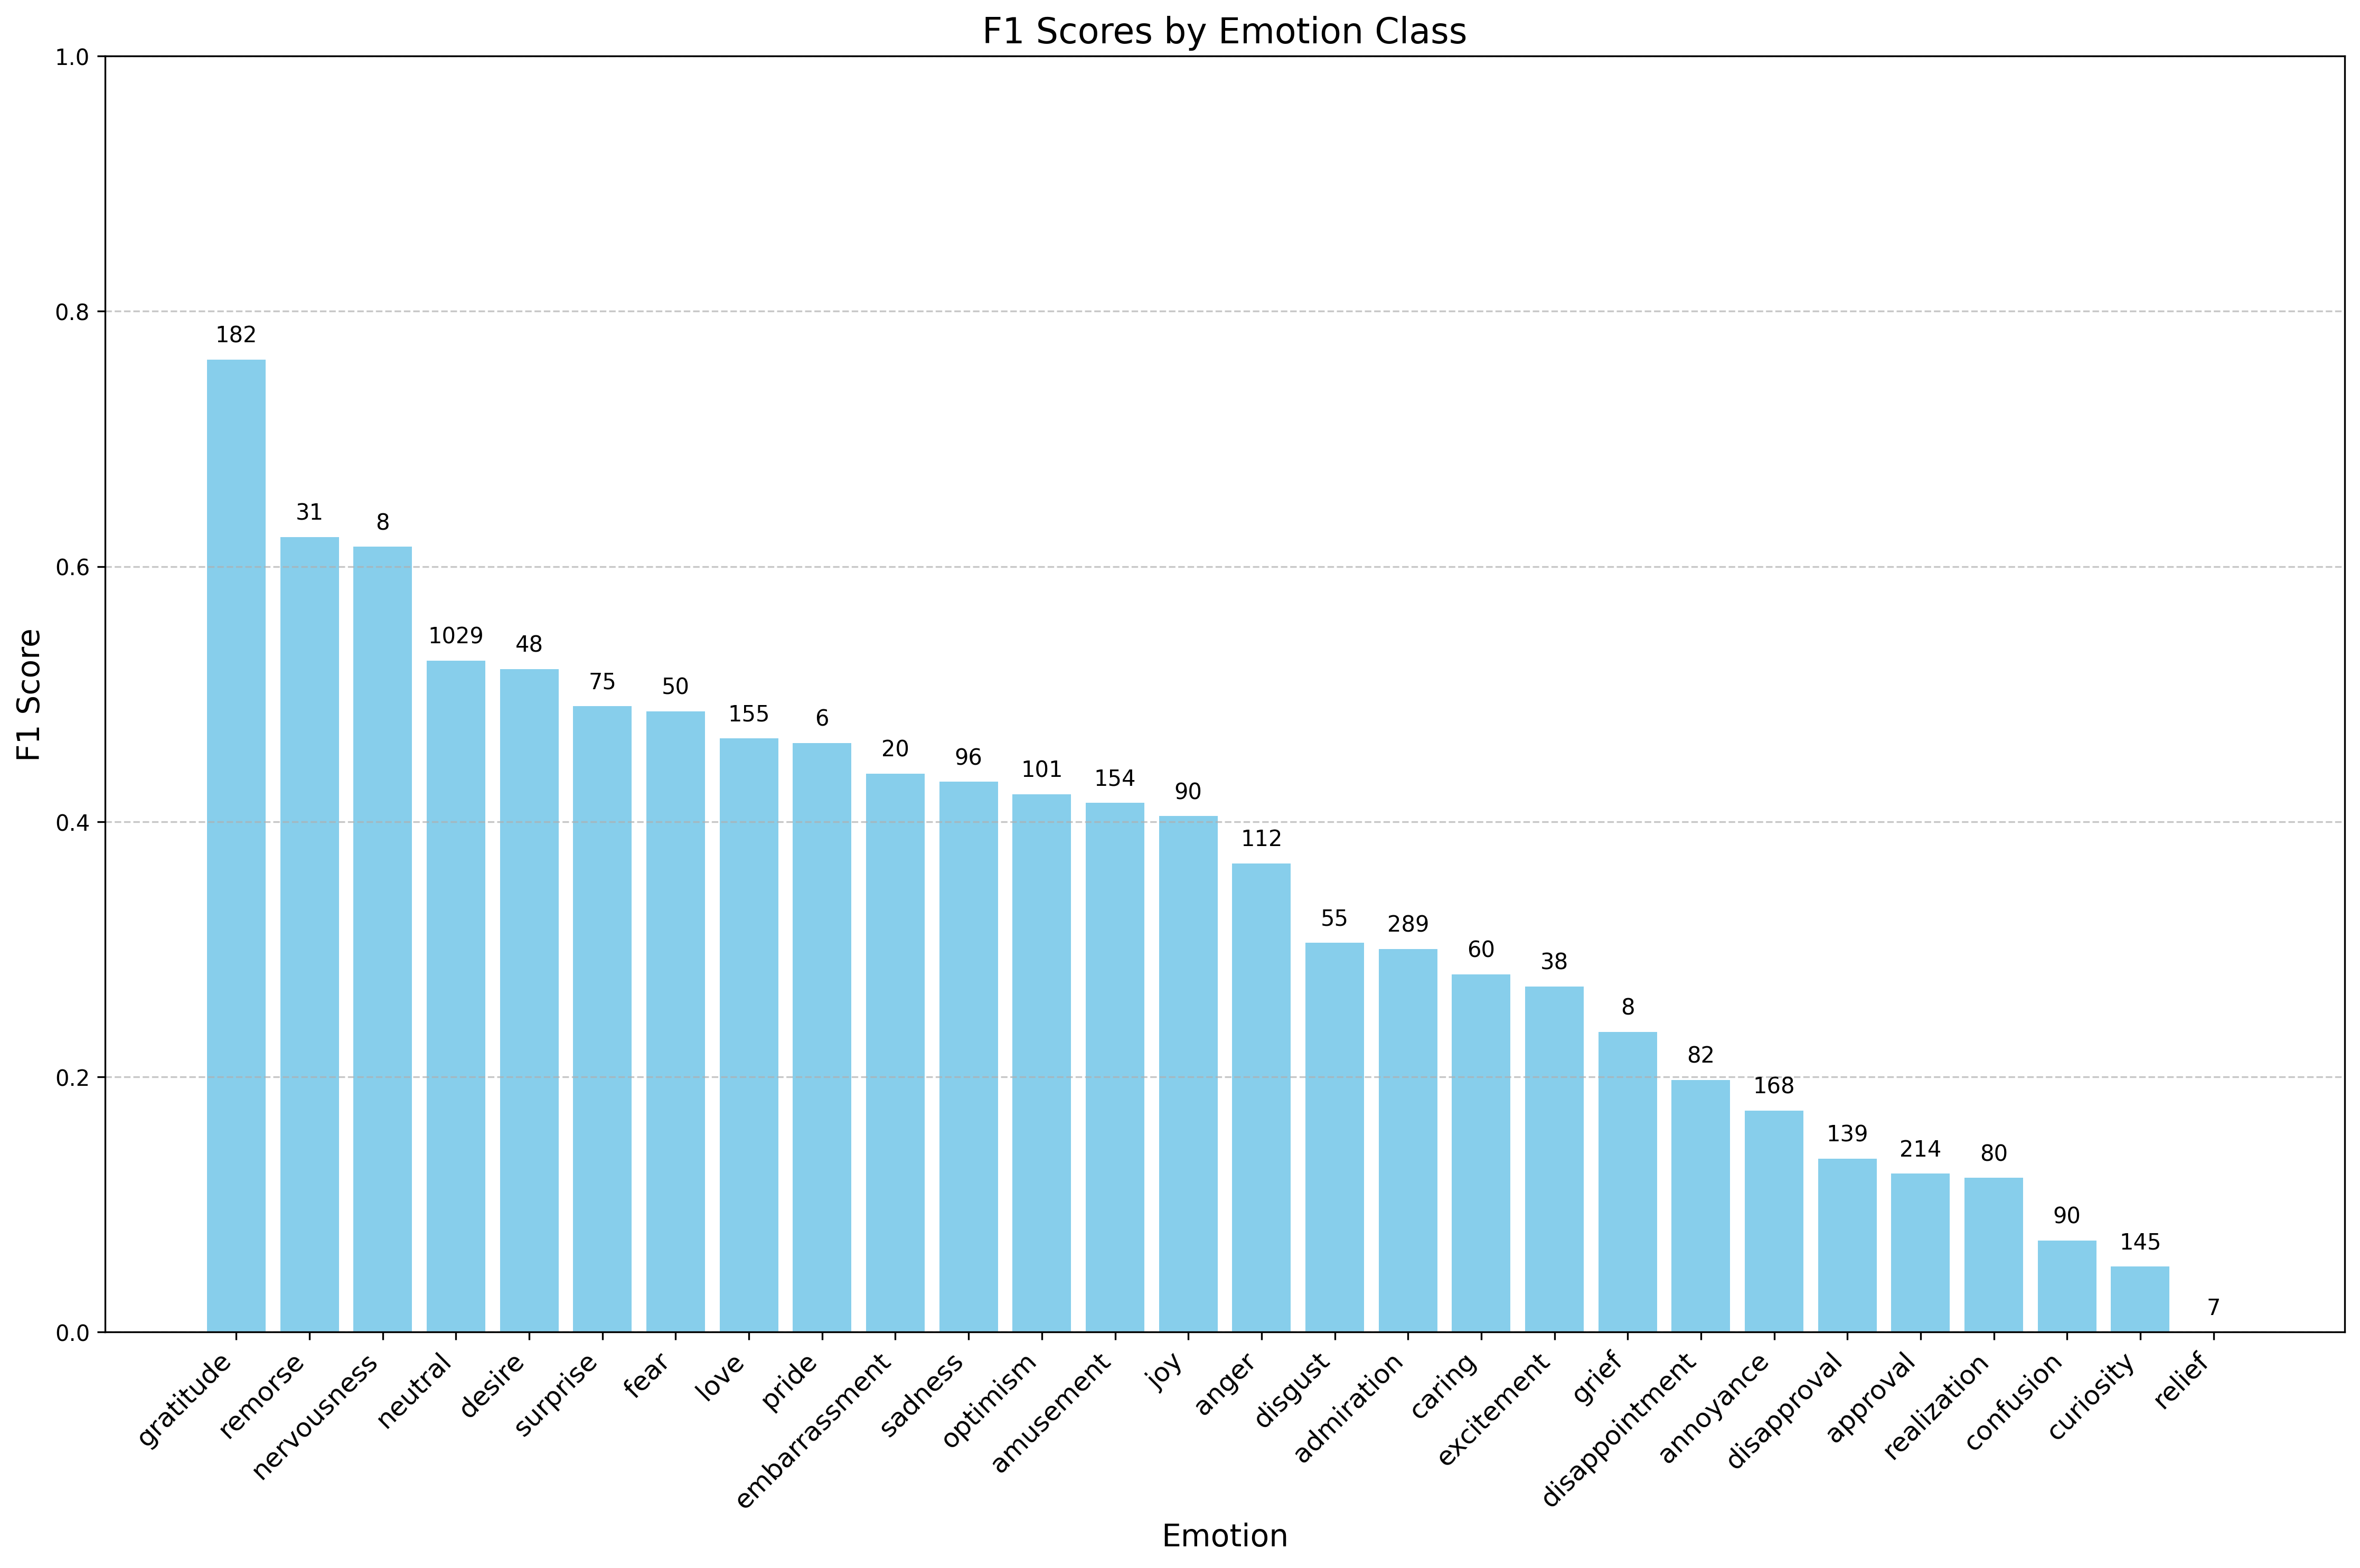 F1 Scores by Emotion Class
F1 Score
1.0
0.8
0.6
0.4
0.2
0.0
182
31
8
1029
48
75
50
155
6
20
96
101
154
90
112
55
289
60
38
8
82
168
139
214
80
90
145
7
gratitude
remorse
nervousness
neutral
desire
surprise
fear
love
pride
embarrassment
sadness
optimism
amusement
joy
anger
disgust
admiration
caring
excitement
grief
disappointment
annoyance
disapproval
approval
realization
confusion
curiosity
relief
Emotion